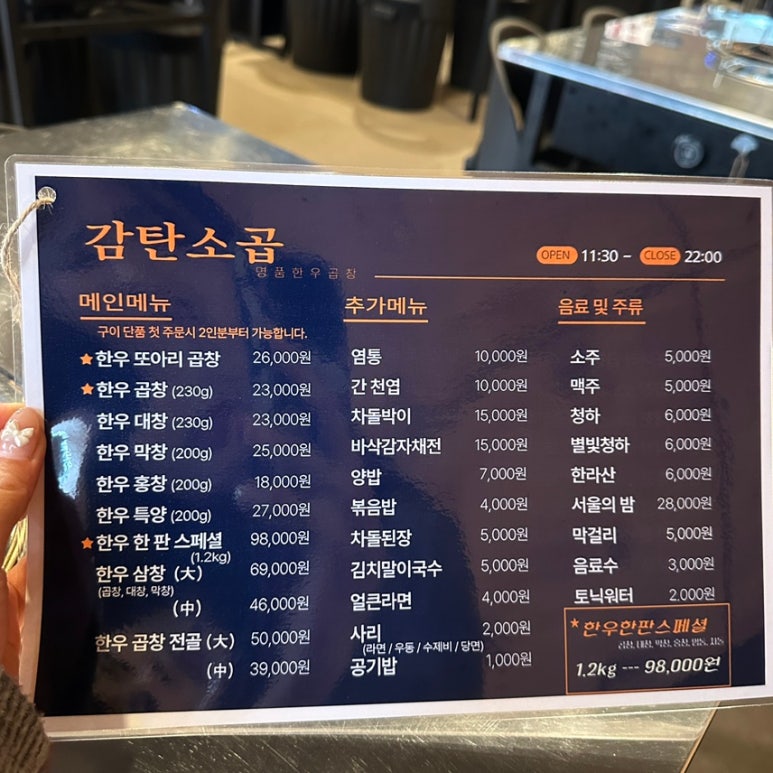 감탄소곱
명품한우곱창
OPEN 11:30 – CLOSE 22:00
메인메뉴
구이 단품 첫 주문시 2인분부터 가능합니다.
★한우 또아리 곱창 26,000원
★한우 곱창 (230g) 23,000원
한우 대창 (230g) 23,000원
한우 막창 (200g) 25,000원
한우 홍창 (200g) 18,000원
한우 특양 (200g) 27,000원
★한우 한 판 스페셜 98,000원
(1.2kg)
한우 삼창 (大) 69,000원
(곱창, 대창, 막창)
(中) 46,000원
한우 곱창 전골 (大) 50,000원
(中) 39,000원
추가메뉴
염통 10,000원
간 천엽 10,000원
차돌박이 15,000원
바삭감자채전 15,000원
양밥 7,000원
볶음밥 4,000원
차돌된장 5,000원
김치말이국수 5,000원
얼큰라면 4,000원
사리 2,000원
(라면 / 우동 / 수제비 / 당면)
공기밥 1,000원
음료 및 주류
소주 5,000원
맥주 5,000원
청하 6,000원
별빛청하 6,000원
한라산 6,000원
서울의 밤 28,000원
막걸리 5,000원
음료수 3,000원
토닉워터 2,000원
*한우한판스페셜
1.2kg --- 98,000원